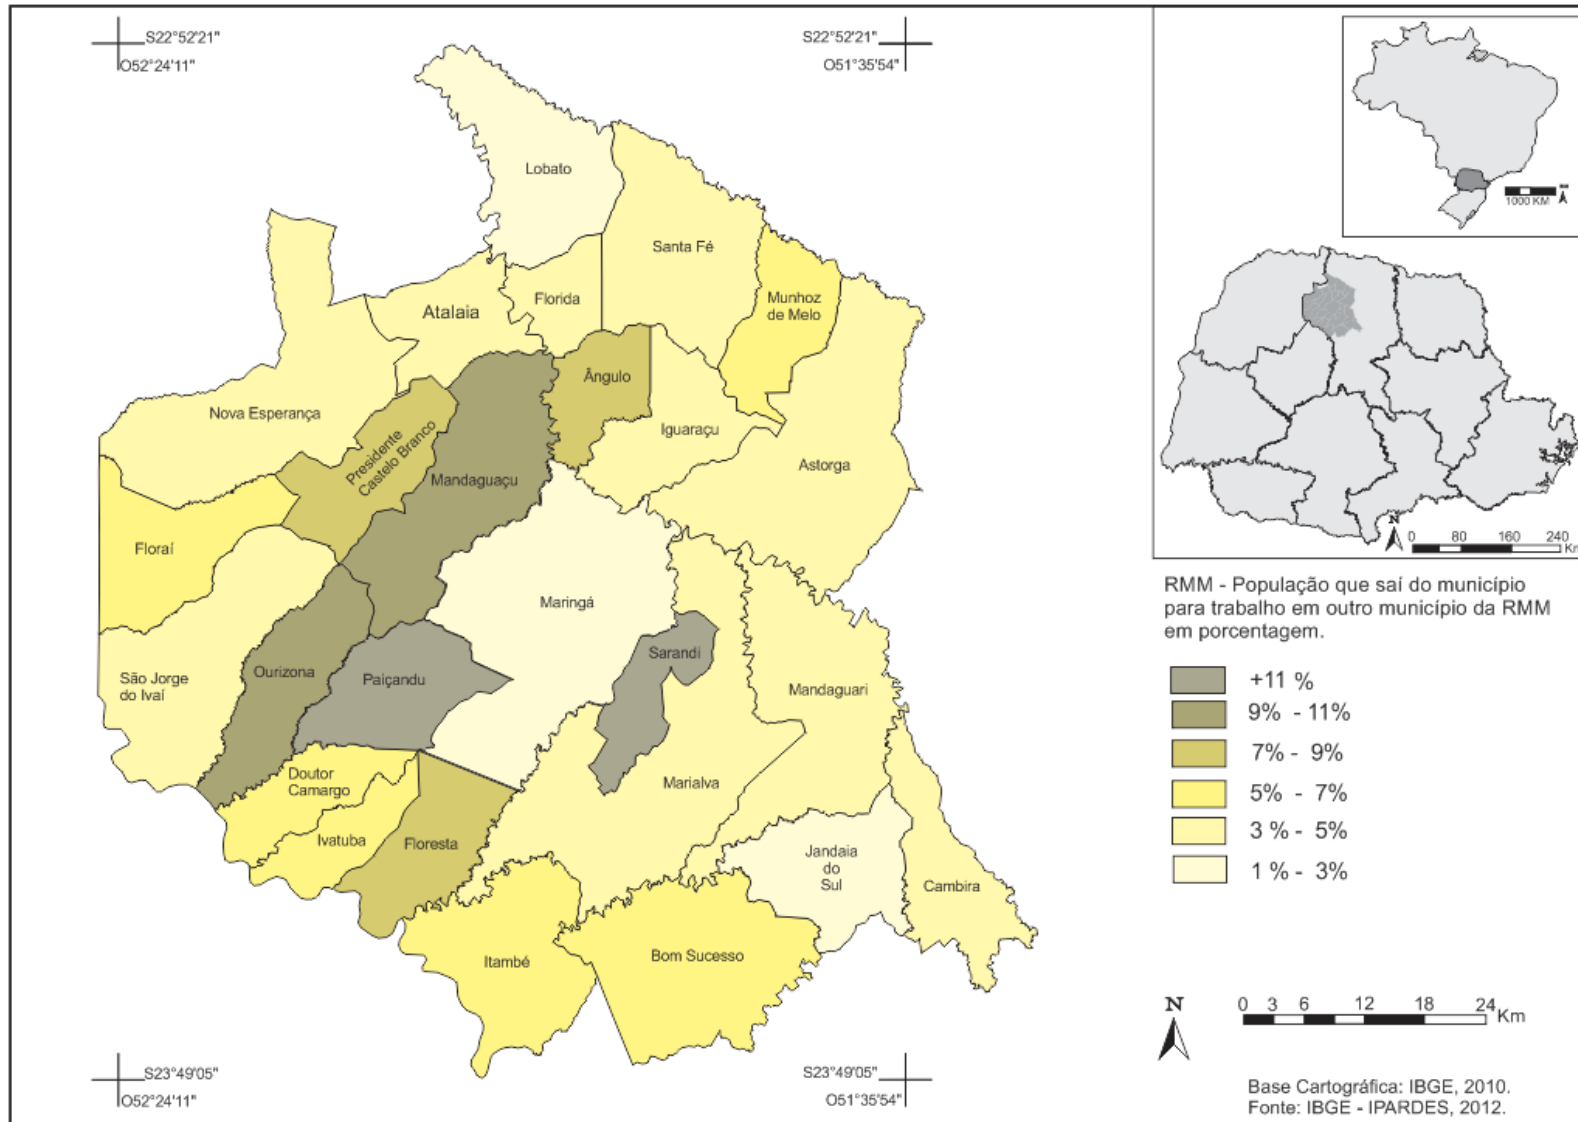 S22°52'21"
O52°24'11"
S22°52'21"
O51°35'54"
Lobato
Santa Fé
Munhoz
de Melo
Florida
Atalaia
Ângulo
Nova Esperança
Iguaraçu
Presidente
Castelo Branco
Mandaguaçu
Astorga
Floraí
Maringá
Sarandi
Ourizona
Paiçandu
São Jorge
do Ivaí
Mandaguari
Doutor
Camargo
Marialva
Ivatuba
Floresta
Jandaia
do
Sul
Cambira
Itambé
Bom Sucesso
S23°49'05"
O52°24'11"
S23°49'05"
O51°35'54"
1000 KM
N
0 80 160 240
Km
RMM - População que saí do município
para trabalho em outro município da RMM
em porcentagem.
+11 %
9% - 11%
7% - 9%
5% - 7%
3 % - 5%
1 % - 3%
N
0 3 6 12 18 24
Km
Base Cartográfica: IBGE, 2010.
Fonte: IBGE - IPARDES, 2012.